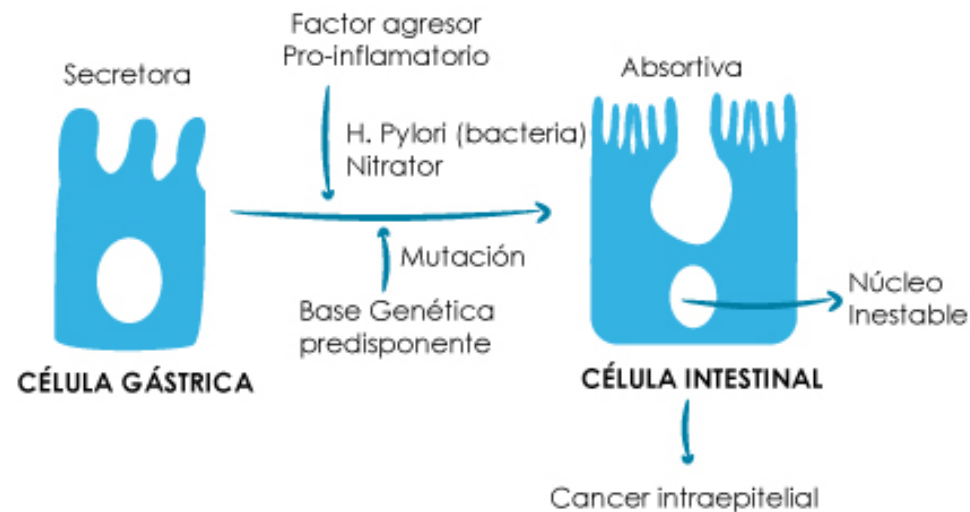 Factor agresor
Pro-inflamatorio
Secretora
Absortiva
H. Pylori (bacteria)
Nitrator
Mutación
Base Genética
predisponente
Núcleo
Inestable
CÉLULA GÁSTRICA
CÉLULA INTESTINAL
Cancer intraepitelial